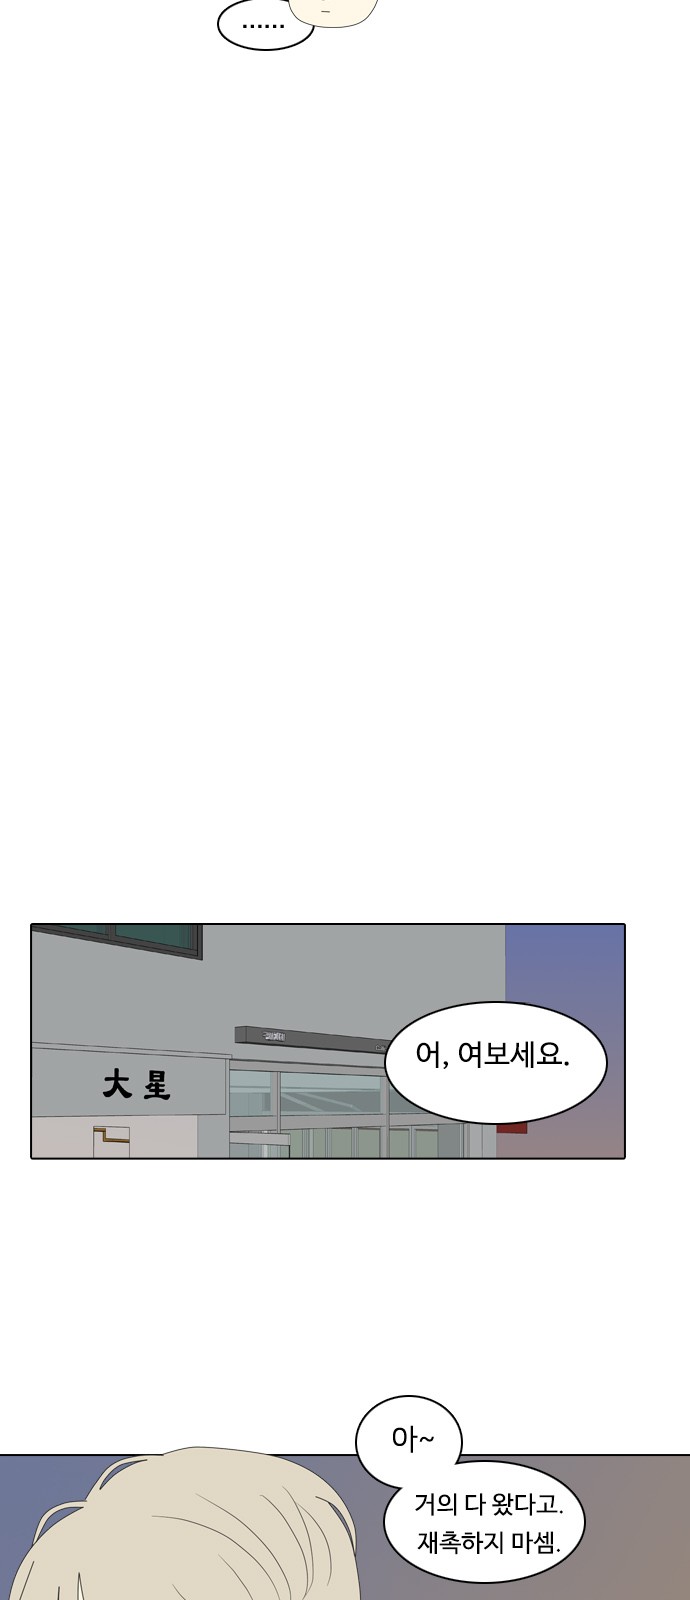 ......
어, 여보세요.
大星
아~
거의 다 왔다고.
재촉하지 마셈.